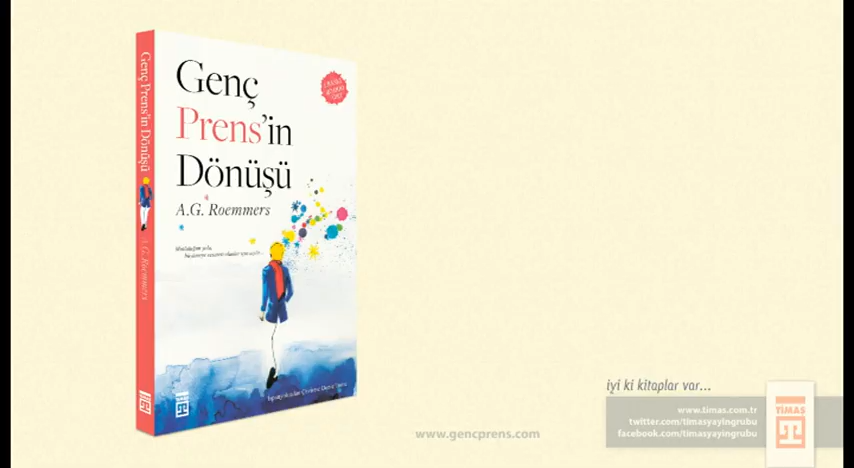 Genç Prens'in Dönüşü
A.G. Roemmers
Genç
Prens'in
Dönüşü
A.G. Roemmers
www.gencprens.com
iyi ki kitaplar var...
www.timas.com.tr
twitter.com/timasyayingrubu
facebook.com/timasyayingrubu
TİMAŞ